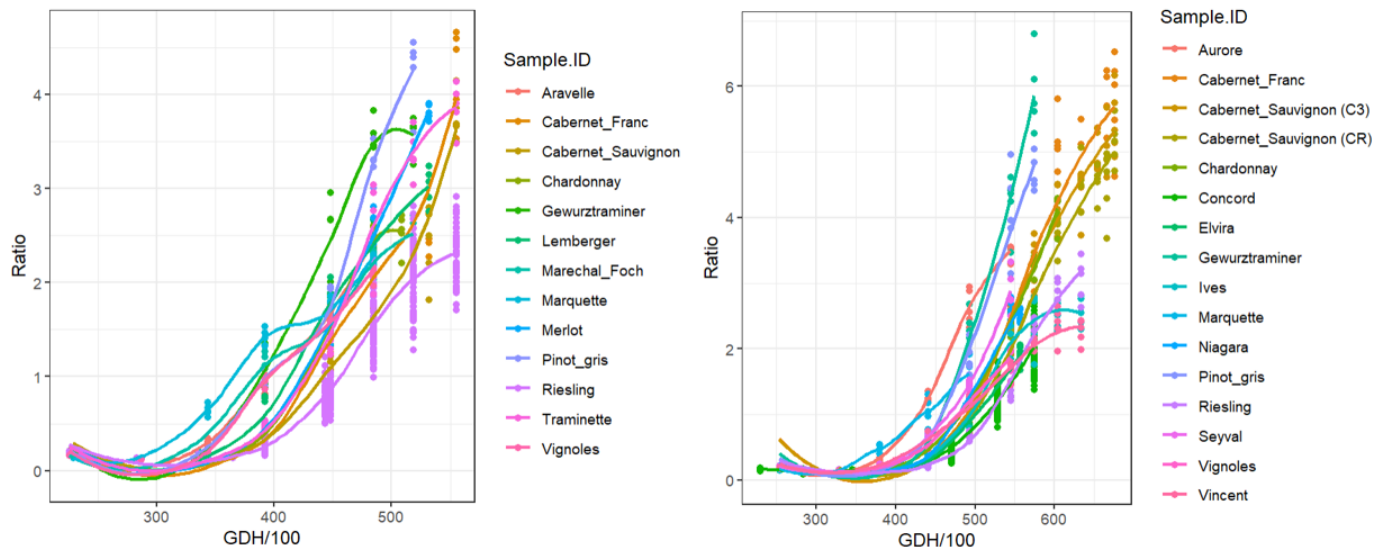 Ratio
4
3
2
1
0
300
400
500
GDH/100
Sample.ID
Aravelle
Cabernet_Franc
Cabernet_Sauvignon
Chardonnay
Gewurztraminer
Lemberger
Marechal_Foch
Marquette
Merlot
Pinot_gris
Riesling
Traminette
Vignoles
Ratio
6
4
2
0
300
400
500
600
GDH/100
Sample.ID
Aurore
Cabernet_Franc
Cabernet_Sauvignon (C3)
Cabernet_Sauvignon (CR)
Chardonnay
Concord
Elvira
Gewurztraminer
Ives
Marquette
Niagara
Pinot_gris
Riesling
Seyval
Vignoles
Vincent